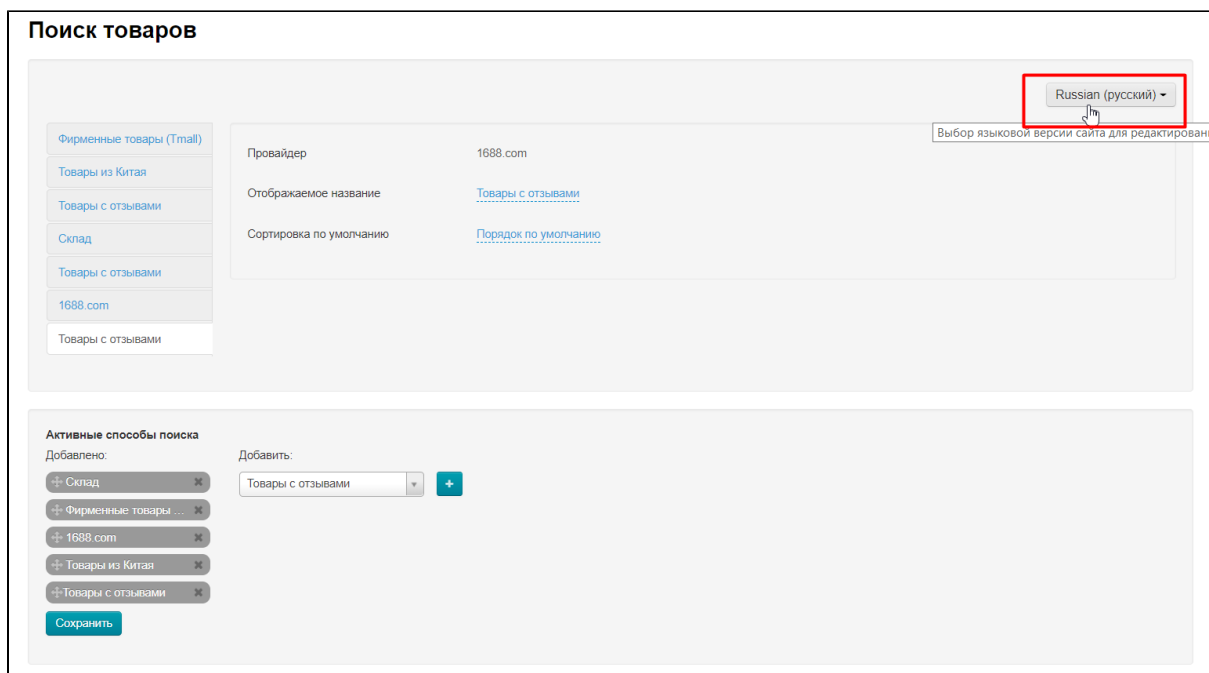 Поиск товаров
Russian (русский)
Выбор языковой версии сайта для редактирован
Фирменные товары (Tmall)
Товары из Китая
Товары с отзывами
Склад
Товары с отзывами
1688.com
Товары с отзывами
Провайдер 1688.com
Отображаемое название Товары с отзывами
Сортировка по умолчанию Порядок по умолчанию
Активные способы поиска
Добавлено: Добавить:
Склад
Товары с отзывами
Фирменные товары ...
1688.com
Товары из Китая
Товары с отзывами
Сохранить